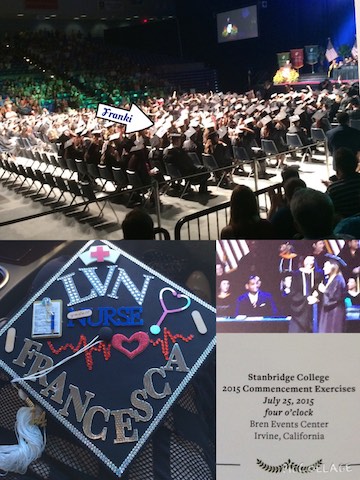 Franki
LVN
NURSE
FRANCESCA
Stanbridge College
2015 Commencement Exercises
July 25, 2015
four o'clock
Bren Events Center
Irvine, California